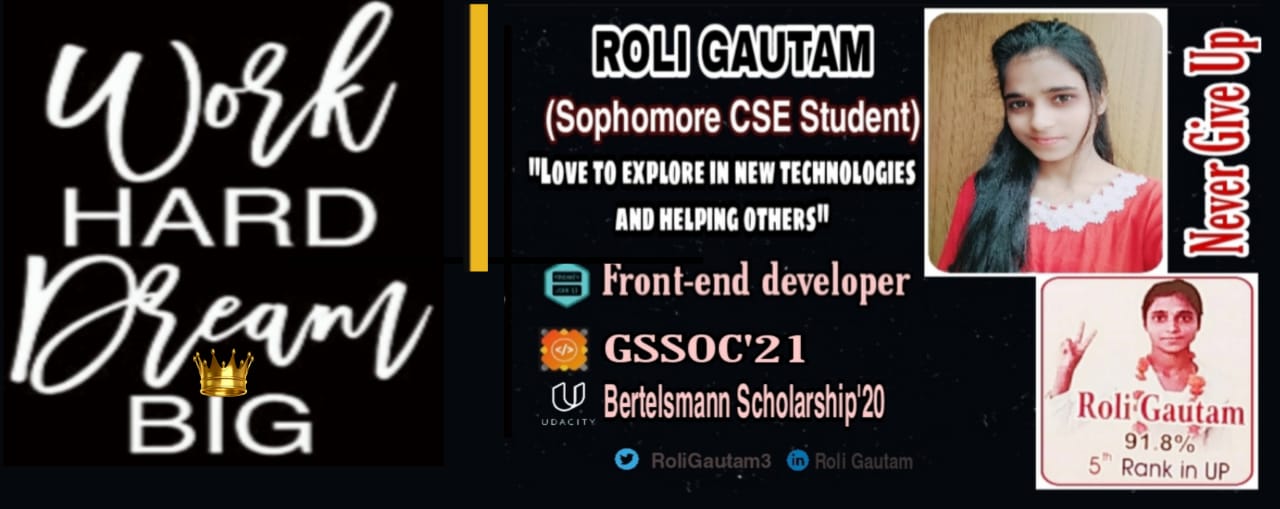 Work
HARD
Dream
BIG
ROLI GAUTAM
(Sophomore CSE Student)
"LOVE TO EXPLORE IN NEW TECHNOLOGIES
AND HELPING OTHERS"
Front-end developer
GSSOC'21
UDACITY
Bertelsmann Scholarship'20
RoliGautam3
in Roli Gautam
Never Give Up
Roli Gautam
91.8%
5th Rank in UP